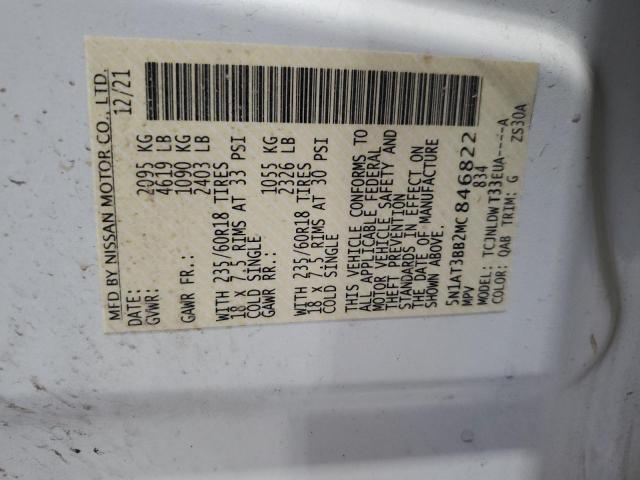 MFD BY NISSAN MOTOR CO., LTD.
DATE: 12/21
GVWR: 2095 KG
4619 LB
GAWR FR.: 1090 KG
2403 LB
WITH 235/60R18 TIRES
18 X 7.5 RIMS AT 33 PSI
COLD SINGLE
GAWR RR.: 1055 KG
2326 LB
WITH 235/60R18 TIRES
18 X 7.5 RIMS AT 30 PSI
COLD SINGLE
THIS VEHICLE CONFORMS TO
ALL APPLICABLE FEDERAL
MOTOR VEHICLE SAFETY AND
THEFT PREVENTION
STANDARDS IN EFFECT ON
THE DATE OF MANUFACTURE
SHOWN ABOVE.
5N1AT3BB2MC846822
MPV 834
MODEL: TCJNLDWT33EUA----A
COLOR: QAB TRIM: G ZS30A